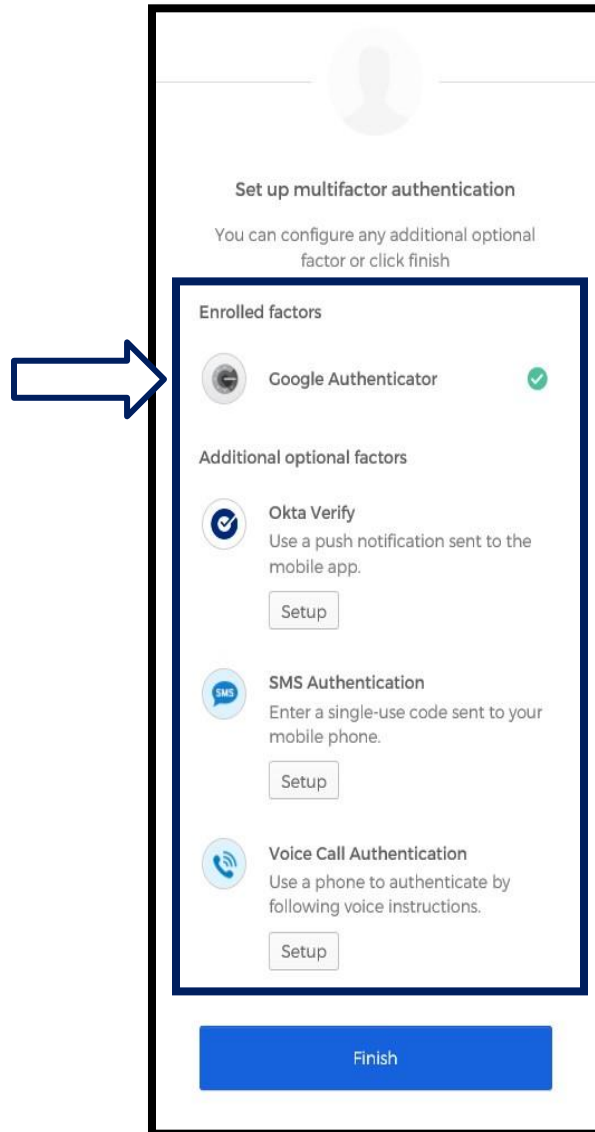 Set up multifactor authentication
You can configure any additional optional
factor or click finish
Enrolled factors
Google Authenticator
Additional optional factors
Okta Verify
Use a push notification sent to the
mobile app.
Setup
SMS
SMS Authentication
Enter a single-use code sent to your
mobile phone.
Setup
Voice Call Authentication
Use a phone to authenticate by
following voice instructions.
Setup
Finish